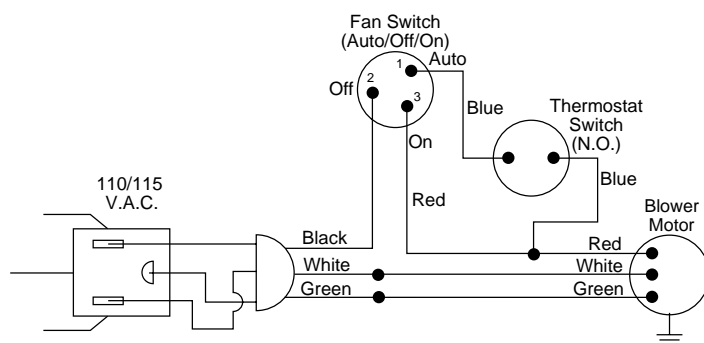 Fan Switch
(Auto/Off/On)
Auto
1
2
Off
3
On
Blue
Thermostat
Switch
(N.O.)
Blue
110/115
V.A.C.
Red
Blower
Motor
Black
Red
White
White
Green
Green